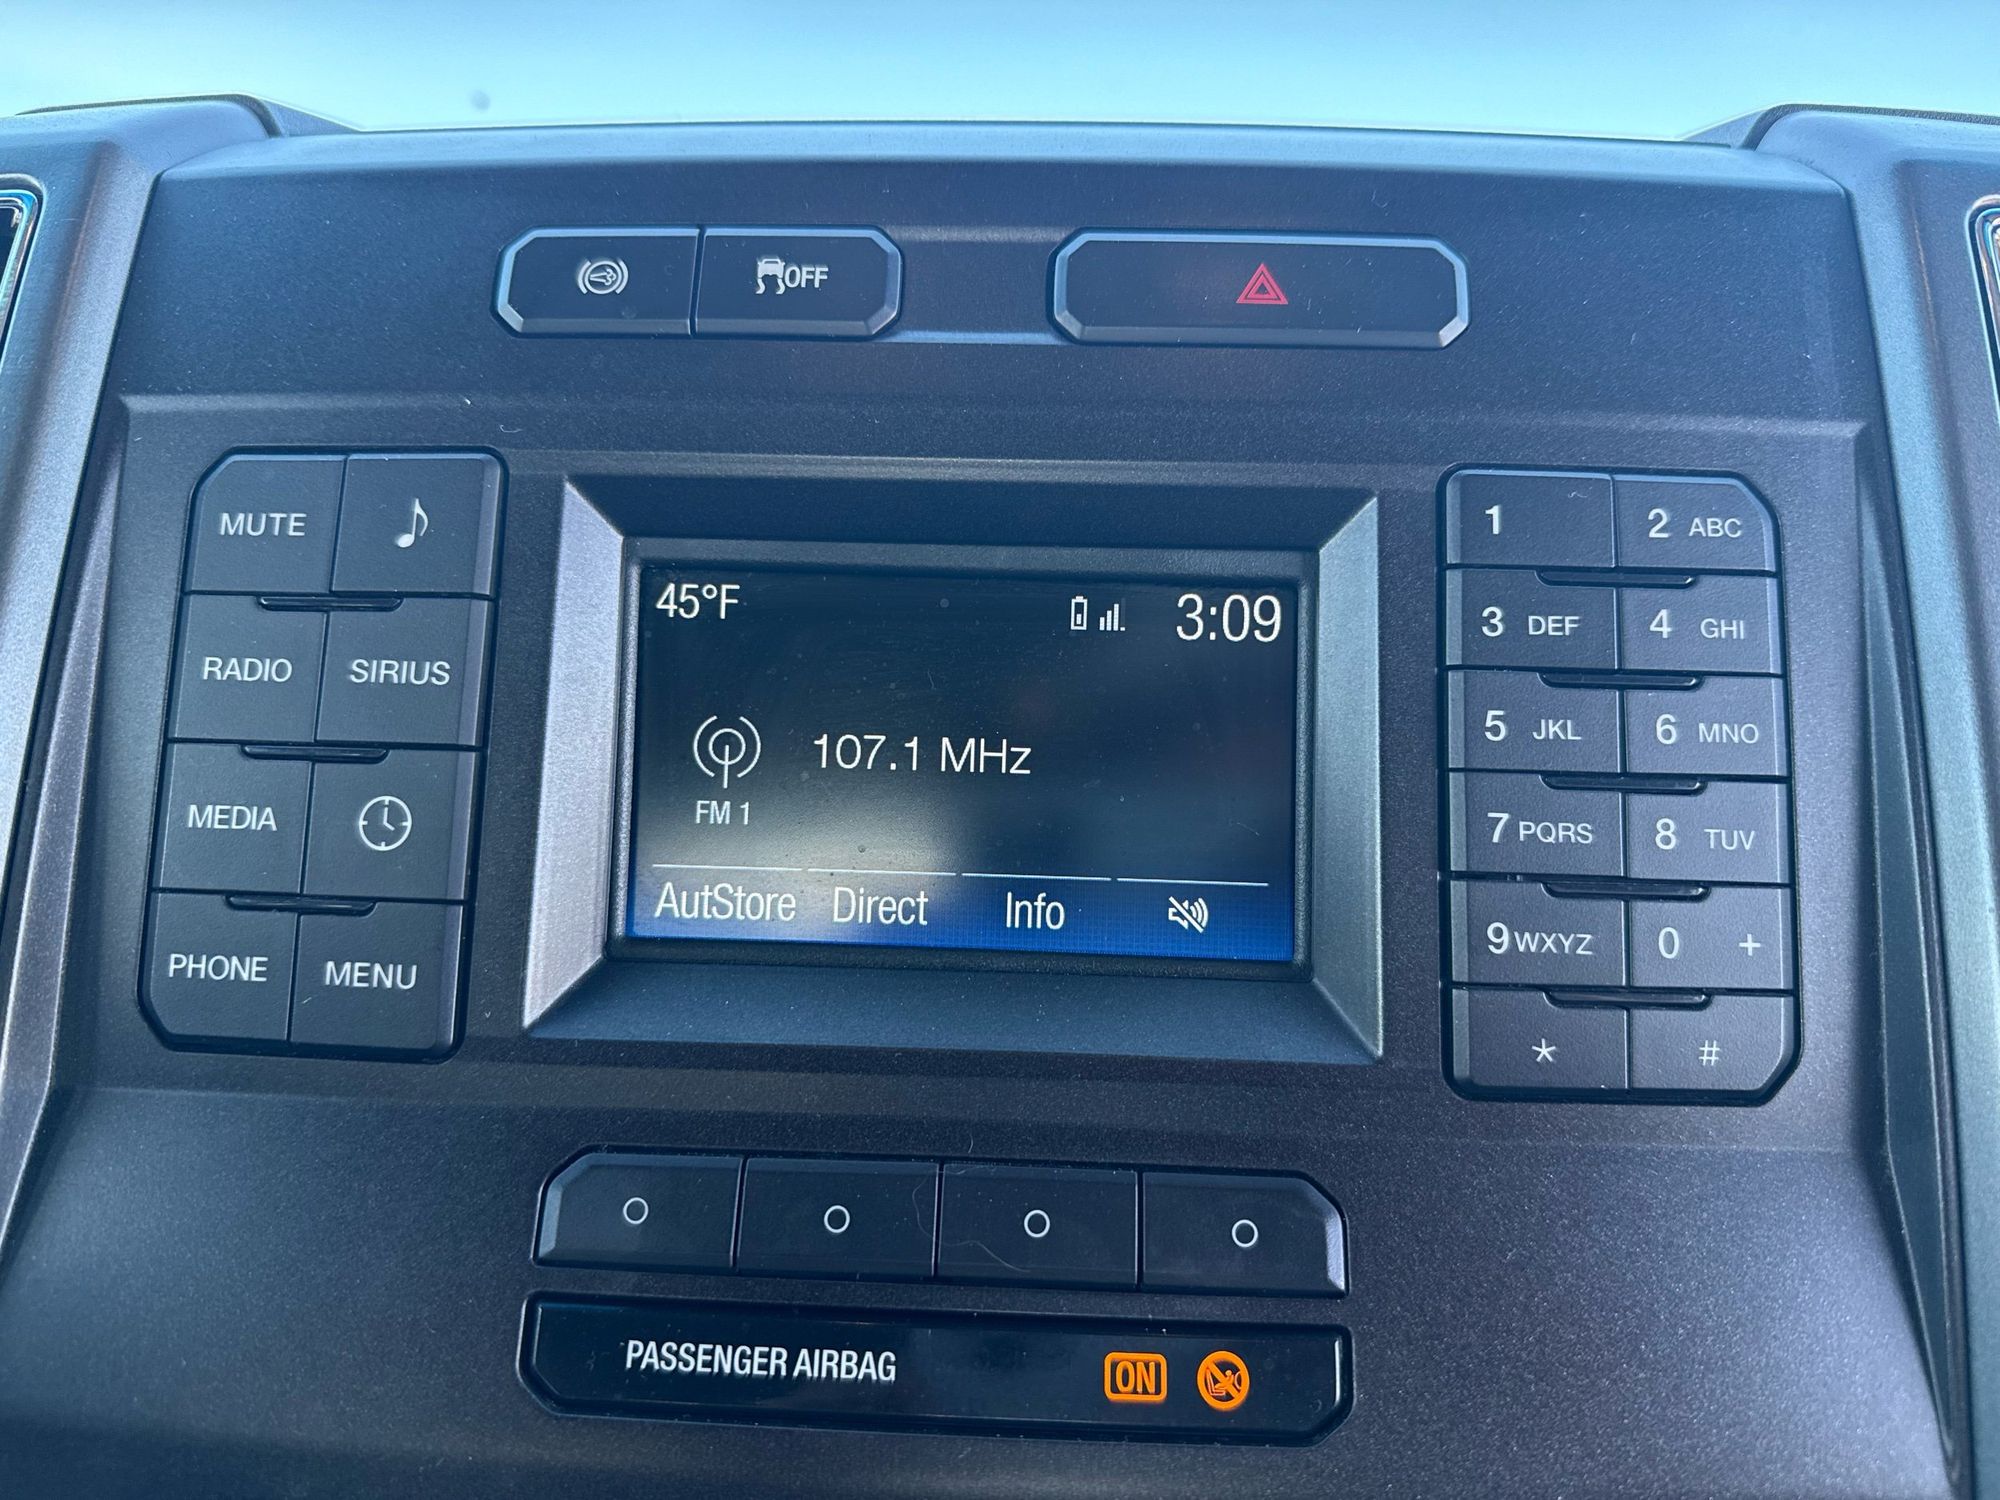 OFF
MUTE
RADIO SIRIUS
MEDIA
PHONE MENU
45°F 3:09
107.1 MHz
FM 1
AutStore Direct Info
1 2 ABC
3 DEF 4 GHI
5 JKL 6 MNO
7 PQRS 8 TUV
9 WXYZ 0 +
* #
PASSENGER AIRBAG ON